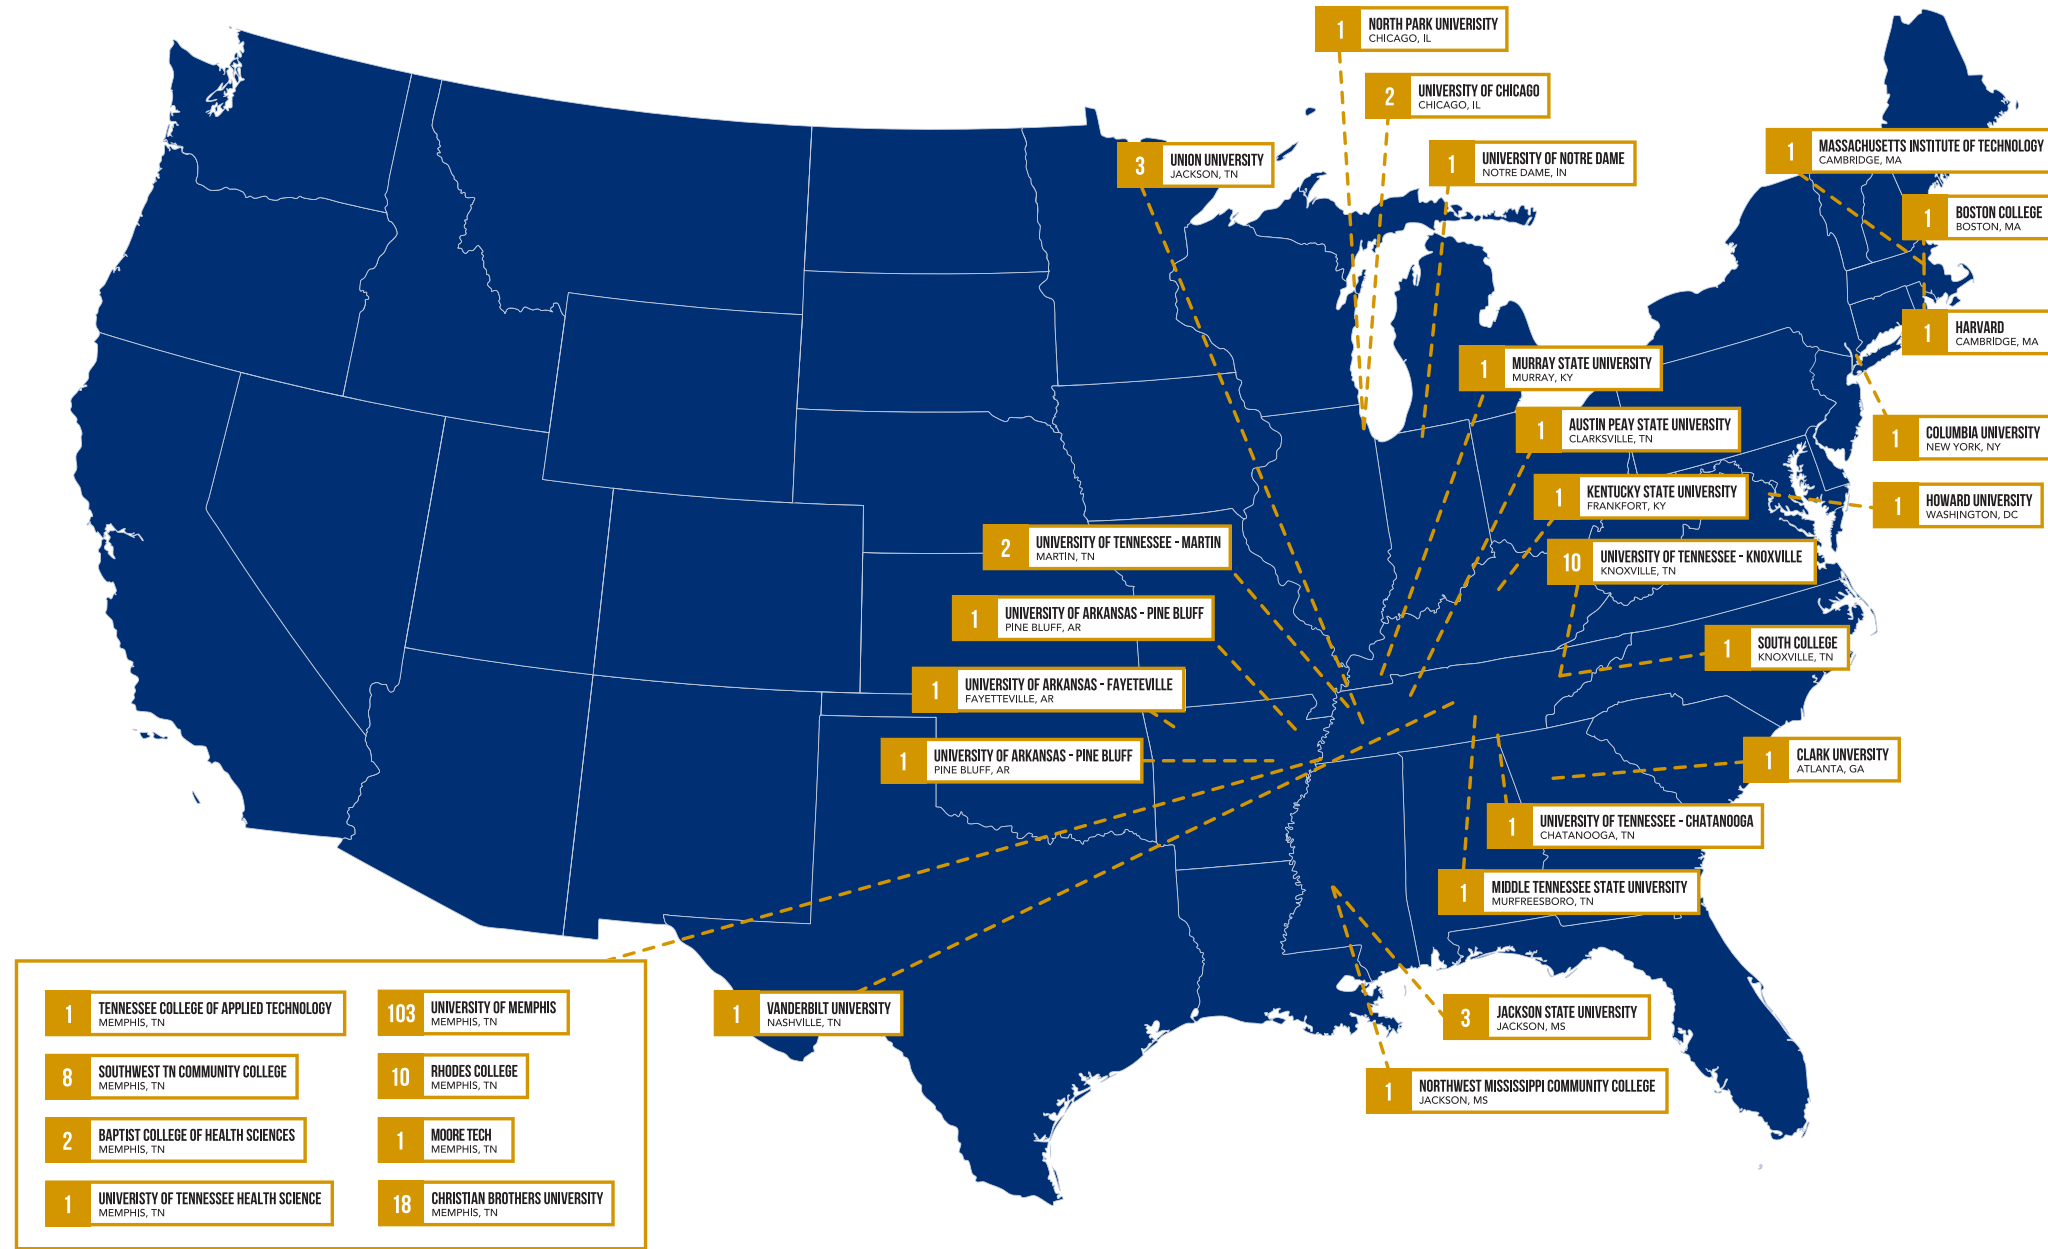 1
NORTH PARK UNIVERISITY
CHICAGO, IL
2
UNIVERSITY OF CHICAGO
CHICAGO, IL
3
UNION UNIVERSITY
JACKSON, TN
1
UNIVERSITY OF NOTRE DAME
NOTRE DAME, IN
1
MASSACHUSETTS INSTITUTE OF TECHNOLOGY
CAMBRIDGE, MA
1
BOSTON COLLEGE
BOSTON, MA
1
HARVARD
CAMBRIDGE, MA
1
MURRAY STATE UNIVERSITY
MURRAY, KY
1
AUSTIN PEAY STATE UNIVERSITY
CLARKSVILLE, TN
1
COLUMBIA UNIVERSITY
NEW YORK, NY
1
KENTUCKY STATE UNIVERSITY
FRANKFORT, KY
1
HOWARD UNIVERSITY
WASHINGTON, DC
2
UNIVERSITY OF TENNESSEE - MARTIN
MARTIN, TN
10
UNIVERSITY OF TENNESSEE - KNOXVILLE
KNOXVILLE, TN
1
UNIVERSITY OF ARKANSAS - PINE BLUFF
PINE BLUFF, AR
1
SOUTH COLLEGE
KNOXVILLE, TN
1
UNIVERSITY OF ARKANSAS - FAYETEVILLE
FAYETTEVILLE, AR
1
UNIVERSITY OF ARKANSAS - PINE BLUFF
PINE BLUFF, AR
1
CLARK UNVERSITY
ATLANTA, GA
1
UNIVERSITY OF TENNESSEE - CHATANOOGA
CHATANOOGA, TN
1
MIDDLE TENNESSEE STATE UNIVERSITY
MURFREESBORO, TN
1
VANDERBILT UNIVERSITY
NASHVILLE, TN
3
JACKSON STATE UNIVERSITY
JACKSON, MS
1
NORTHWEST MISSISSIPPI COMMUNITY COLLEGE
JACKSON, MS
1
TENNESSEE COLLEGE OF APPLIED TECHNOLOGY
MEMPHIS, TN
8
SOUTHWEST TN COMMUNITY COLLEGE
MEMPHIS, TN
2
BAPTIST COLLEGE OF HEALTH SCIENCES
MEMPHIS, TN
1
UNIVERISTY OF TENNESSEE HEALTH SCIENCE
MEMPHIS, TN
103
UNIVERSITY OF MEMPHIS
MEMPHIS, TN
10
RHODES COLLEGE
MEMPHIS, TN
1
MOORE TECH
MEMPHIS, TN
18
CHRISTIAN BROTHERS UNIVERSITY
MEMPHIS, TN